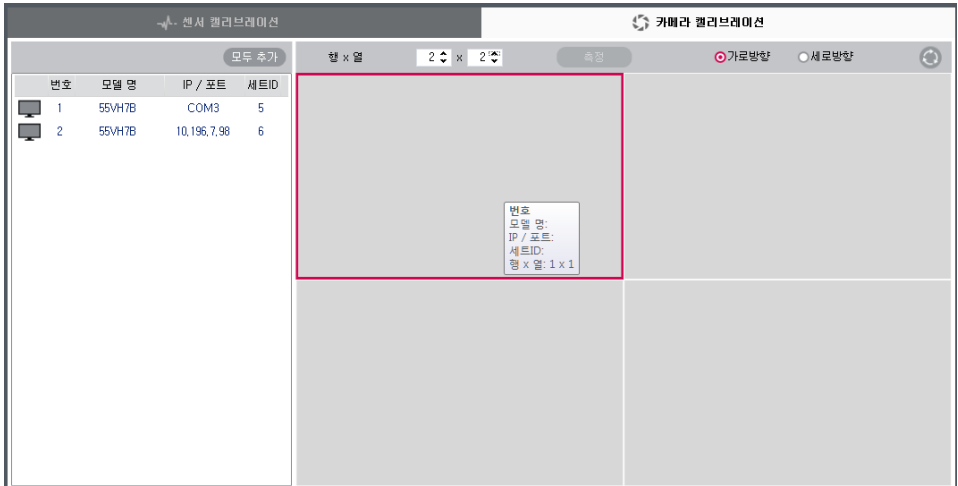 센서 캘리브레이션
카메라 캘리브레이션
모두 추가
행 x 열 2 x 2 측정 가로방향 세로방향
번호 모델 명 IP / 포트 세트ID
1 55VH7B COM3 5
2 55VH7B 10,196,7,98 6
번호
모델 명:
IP / 포트:
세트ID:
행 x 열: 1 x 1